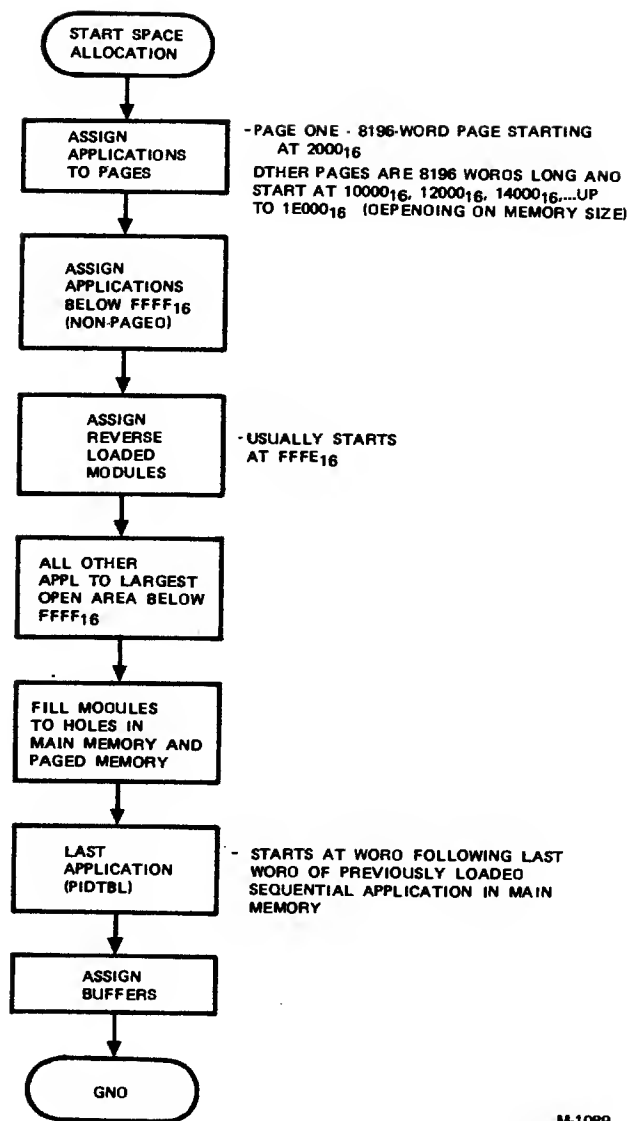 START SPACE
ALLOCATION
ASSIGN
APPLICATIONS
TO PAGES
-PAGE ONE - 8196-WORD PAGE STARTING
AT 2000₁₆
DTHER PAGES ARE 8196 WORDS LONG ANO
START AT 10000₁₆, 12000₁₆, 14000₁₆,...UP
TO 1E000₁₆ (OEPENOING ON MEMORY SIZE)
ASSIGN
APPLICATIONS
BELOW FFFF₁₆
(NON-PAGEO)
ASSIGN
REVERSE
LOADED
MODULES
-USUALLY STARTS
AT FFFE₁₆
ALL OTHER
APPL TO LARGEST
OPEN AREA BELOW
FFFF₁₆
FILL MODULES
TO HOLES IN
MAIN MEMORY AND
PAGED MEMORY
LAST
APPLICATION
(PIDTBL)
- STARTS AT WORO FOLLOWING LAST
WORO OF PREVIOUSLY LOADED
SEQUENTIAL APPLICATION IN MAIN
MEMORY
ASSIGN
BUFFERS
GNO